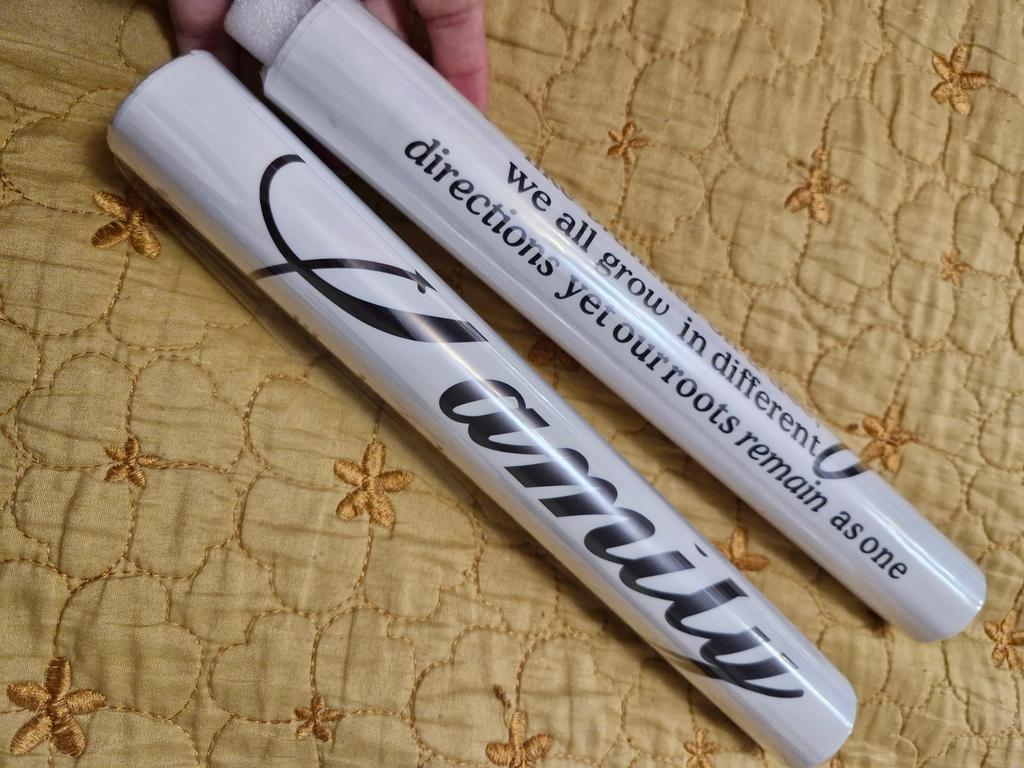 Family
we all grow in different
directions yet our roots remain as one